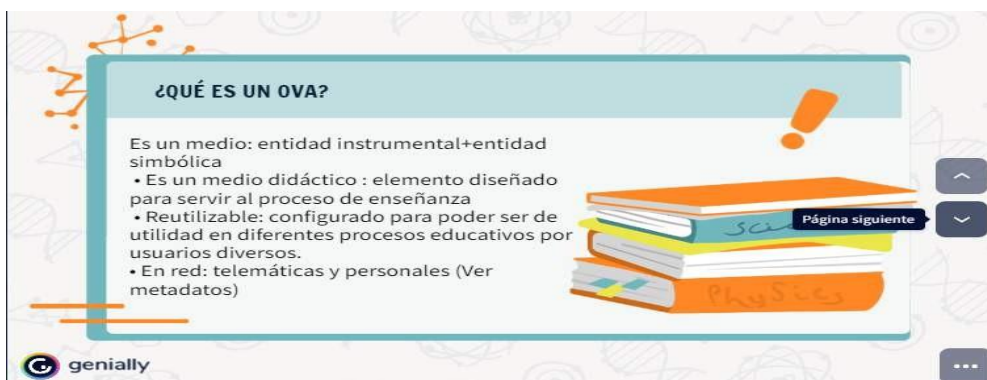 ¿QUÉ ES UN OVA?
Es un medio: entidad instrumental+entidad
simbólica
• Es un medio didáctico : elemento diseñado
para servir al proceso de enseñanza
• Reutilizable: configurado para poder ser de
utilidad en diferentes procesos educativos por
usuarios diversos.
• En red: telemáticas y personales (Ver
metadatos)
Página siguiente
Physics
genially